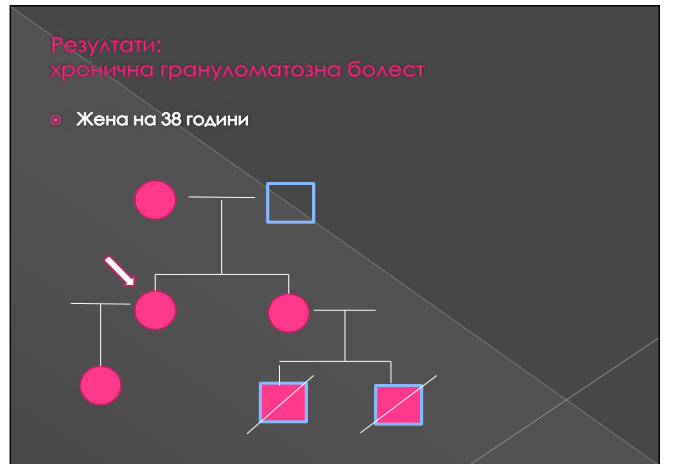 Резултати:
хронична грануломатозна болест
Жена на 38 години